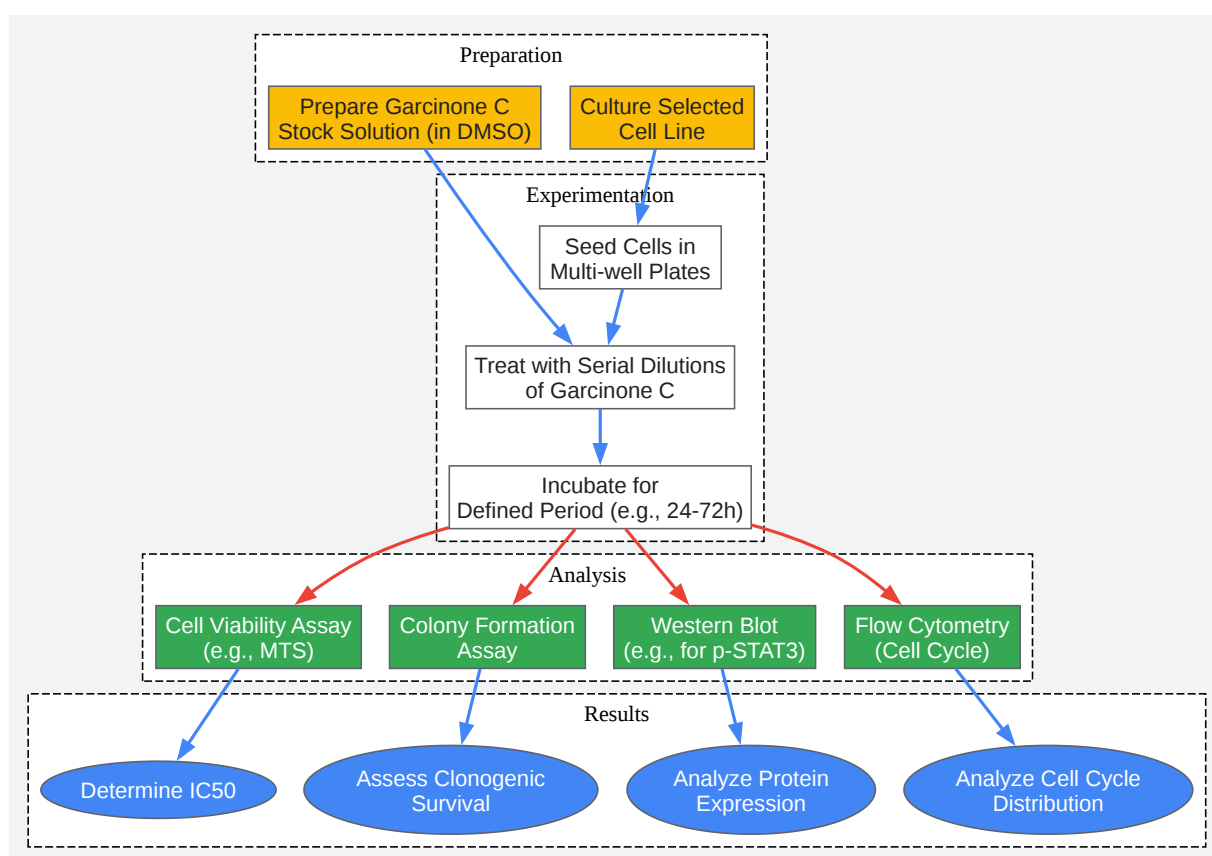 Preparation
Prepare Garcinone C
Stock Solution (in DMSO)
Culture Selected
Cell Line
Experimentation
Seed Cells in
Multi-well Plates
Treat with Serial Dilutions
of Garcinone C
Incubate for
Defined Period (e.g., 24-72h)
Analysis
Cell Viability Assay
(e.g., MTS)
Colony Formation
Assay
Western Blot
(e.g., for p-STAT3)
Flow Cytometry
(Cell Cycle)
Results
Determine IC50
Assess Clonogenic
Survival
Analyze Protein
Expression
Analyze Cell Cycle
Distribution